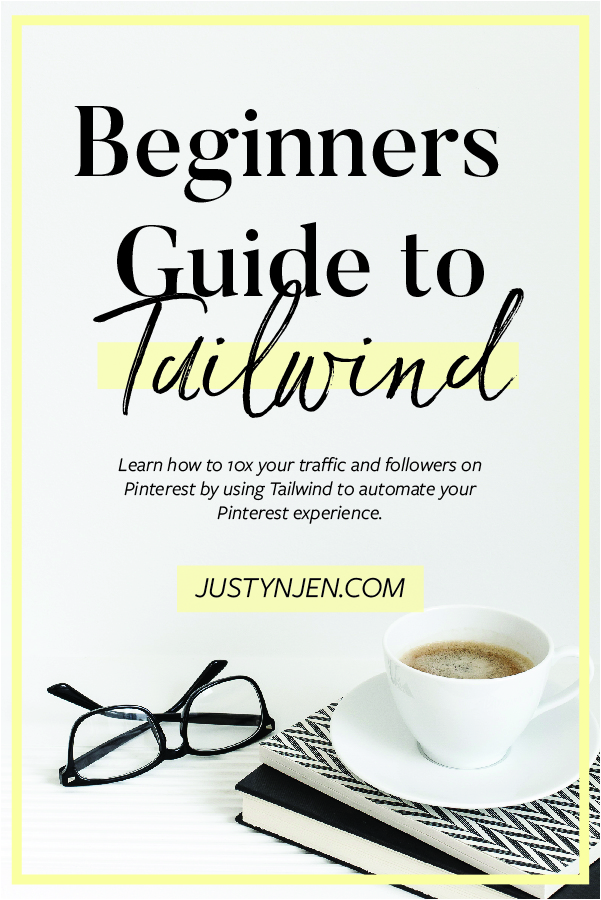 Beginners
Guide to
Tailwind
Learn how to 10x your traffic and followers on
Pinterest by using Tailwind to automate your
Pinterest experience.
JUSTYNJEN.COM